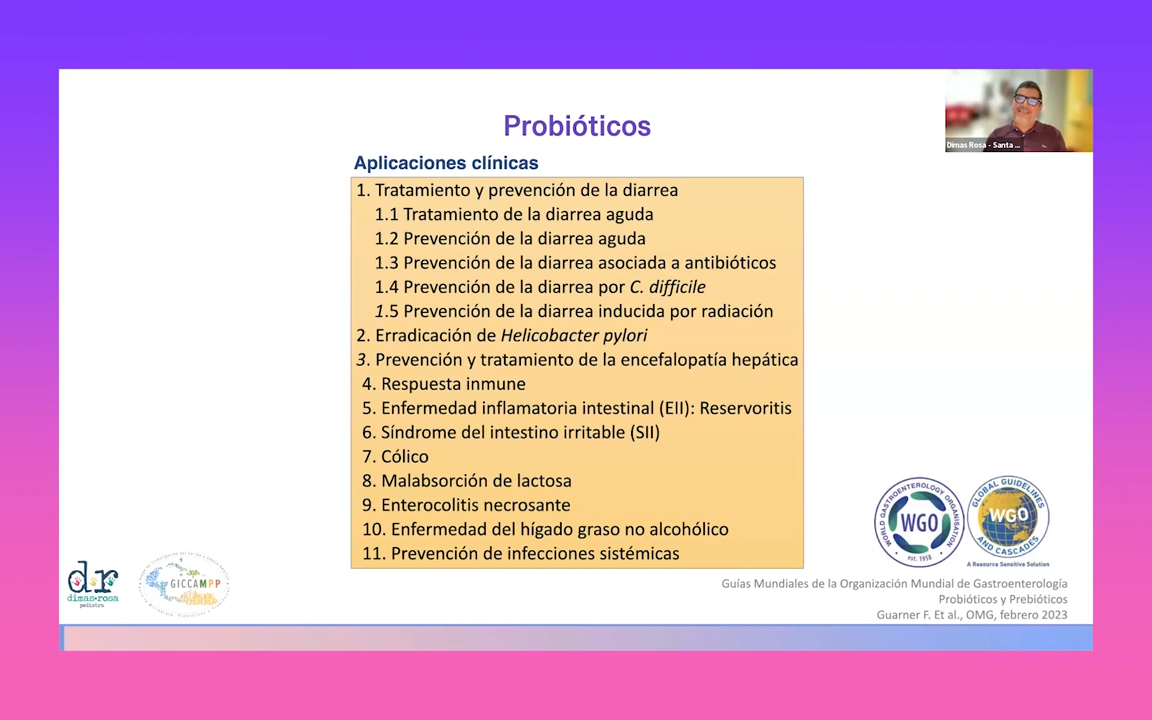 Probióticos
Dimas Rosa - Santa ...
Aplicaciones clínicas
1. Tratamiento y prevención de la diarrea
1.1 Tratamiento de la diarrea aguda
1.2 Prevención de la diarrea aguda
1.3 Prevención de la diarrea asociada a antibióticos
1.4 Prevención de la diarrea por C. difficile
1.5 Prevención de la diarrea inducida por radiación
2. Erradicación de Helicobacter pylori
3. Prevención y tratamiento de la encefalopatía hepática
4. Respuesta inmune
5. Enfermedad inflamatoria intestinal (EII): Reservoritis
6. Síndrome del intestino irritable (SII)
7. Cólico
8. Malabsorción de lactosa
9. Enterocolitis necrosante
10. Enfermedad del hígado graso no alcohólico
11. Prevención de infecciones sistémicas
WORLD GASTROENTEROLOGY ORGANISATION
WGO
est. 1958
GLOBAL GUIDELINES
WGO
AND CASCADES
A Resource Sensitive Solution
dr
dimas·rosa
pediatra
GICCAMPP
Guías Mundiales de la Organización Mundial de Gastroenterología
Probióticos y Prebióticos
Guarner F. Et al., OMG, febrero 2023